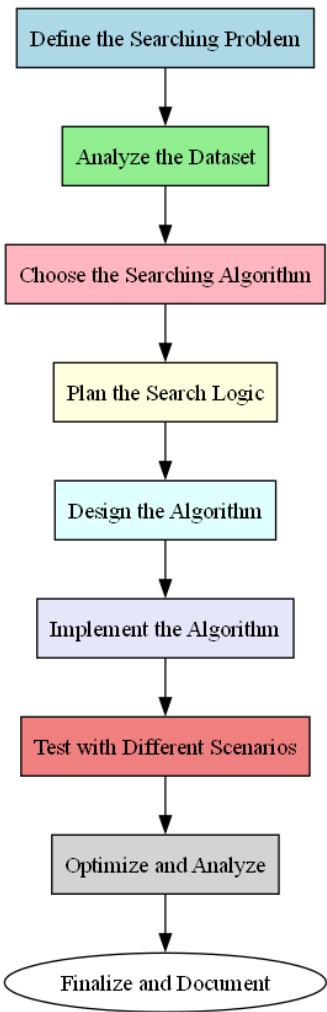 Define the Searching Problem
Analyze the Dataset
Choose the Searching Algorithm
Plan the Search Logic
Design the Algorithm
Implement the Algorithm
Test with Different Scenarios
Optimize and Analyze
Finalize and Document